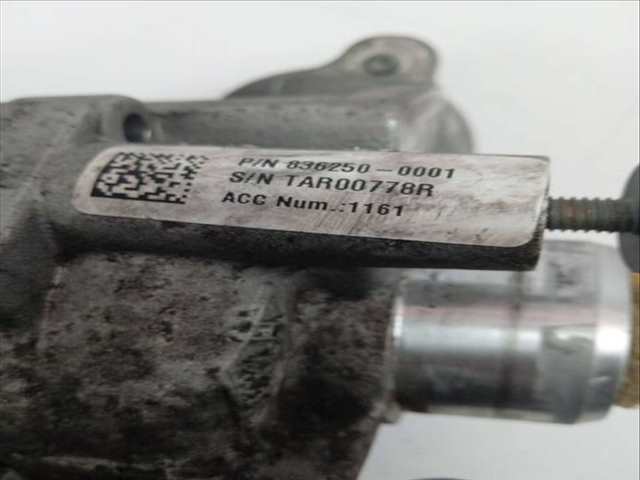 P/N 836250-0001
S/N TAR00778R
ACC Num.:1161